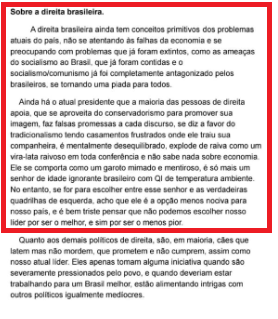 Sobre a direita brasileira.
A direita brasileira ainda tem conceitos primitivos dos problemas
atuais do país, não se atentando às falhas da economia e se
preocupando com problemas que já foram extintos, como as ameaças
do socialismo ao Brasil, que já foram contidas e o
socialismo/comunismo já foi completamente antagonizado pelos
brasileiros, se tornando uma piada para todos.
Ainda há o atual presidente que a maioria das pessoas de direita
apoia, que se aproveita do conservadorismo para promover sua
imagem, faz falsas promessas a cada discurso, se diz a favor do
tradicionalismo tendo casamentos frustrados onde ele traiu sua
companheira, é mentalmente desequilibrado, explode de raiva como um
vira-lata raivoso em toda conferência e não sabe nada sobre economia.
Ele se comporta como um garoto mimado e mentiroso, é só mais um
senhor de idade ignorante brasileiro com QI de temperatura ambiente.
No entanto, se for para escolher entre esse senhor e as verdadeiras
quadrilhas de esquerda, acho que ele é a opção menos nociva para
nosso país, e é bem triste pensar que não podemos escolher nosso
líder por ser o melhor, e sim por ser o menos pior.
Quanto aos demais políticos de direita, são, em maioria, cães que
latem mas não mordem, que prometem e não cumprem, assim como
nosso atual líder. Eles apenas tomam alguma iniciativa quando são
severamente pressionados pelo povo, e quando deveriam estar
trabalhando para um Brasil melhor, estão alimentando intrigas com
outros políticos igualmente medíocres.